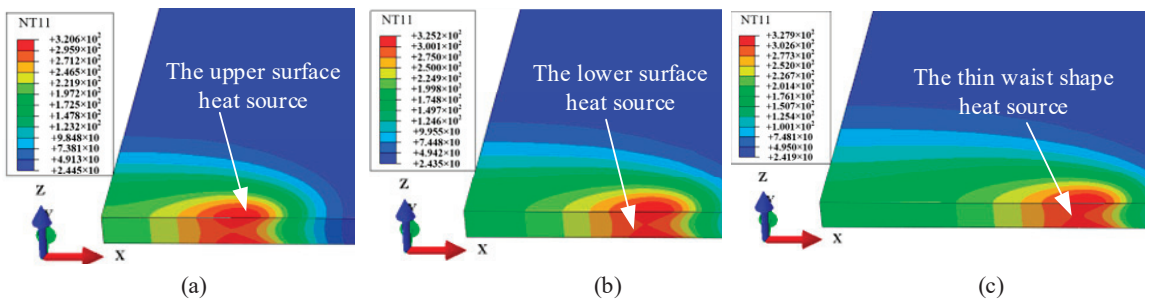 NT11
+3.206×10²
+2.959×10²
+2.712×10²
+2.465×10²
+2.219×10²
+1.972×10²
+1.725×10²
+1.478×10²
+1.232×10²
+9.848×10
+7.381×10
+4.913×10
+2.445×10
The upper surface
heat source
Z
Y
X
(a)
NT11
+3.252×10²
+3.001×10²
+2.750×10²
+2.500×10²
+2.249×10²
+1.998×10²
+1.748×10²
+1.497×10²
+1.246×10²
+9.955×10
+7.448×10
+4.942×10
+2.435×10
The lower surface
heat source
Z
X
(b)
NT11
+3.279×10²
+3.026×10²
+2.773×10²
+2.520×10²
+2.267×10²
+2.014×10²
+1.761×10²
+1.507×10²
+1.254×10²
+1.001×10²
+7.481×10
+4.950×10
+2.419×10
The thin waist shape
heat source
Z
X
(c)